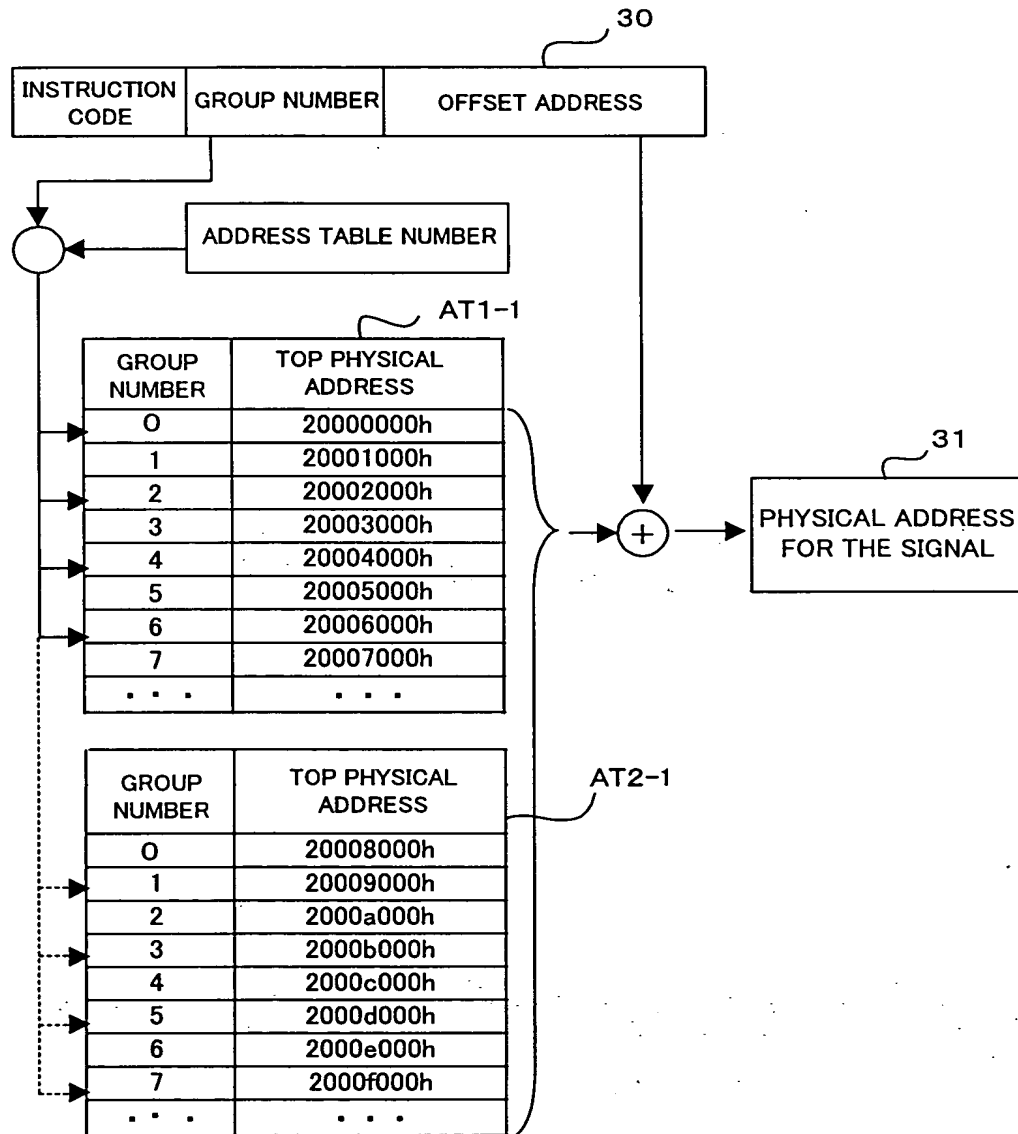 30
INSTRUCTION CODE GROUP NUMBER OFFSET ADDRESS
ADDRESS TABLE NUMBER
AT1-1
GROUP NUMBER TOP PHYSICAL ADDRESS
0 20000000h
1 20001000h
2 20002000h
3 20003000h
4 20004000h
5 20005000h
6 20006000h
7 20007000h
. . . . . .
+
31
PHYSICAL ADDRESS
FOR THE SIGNAL
AT2-1
GROUP NUMBER TOP PHYSICAL ADDRESS
0 20008000h
1 20009000h
2 2000a000h
3 2000b000h
4 2000c000h
5 2000d000h
6 2000e000h
7 2000f000h
. . . . . .